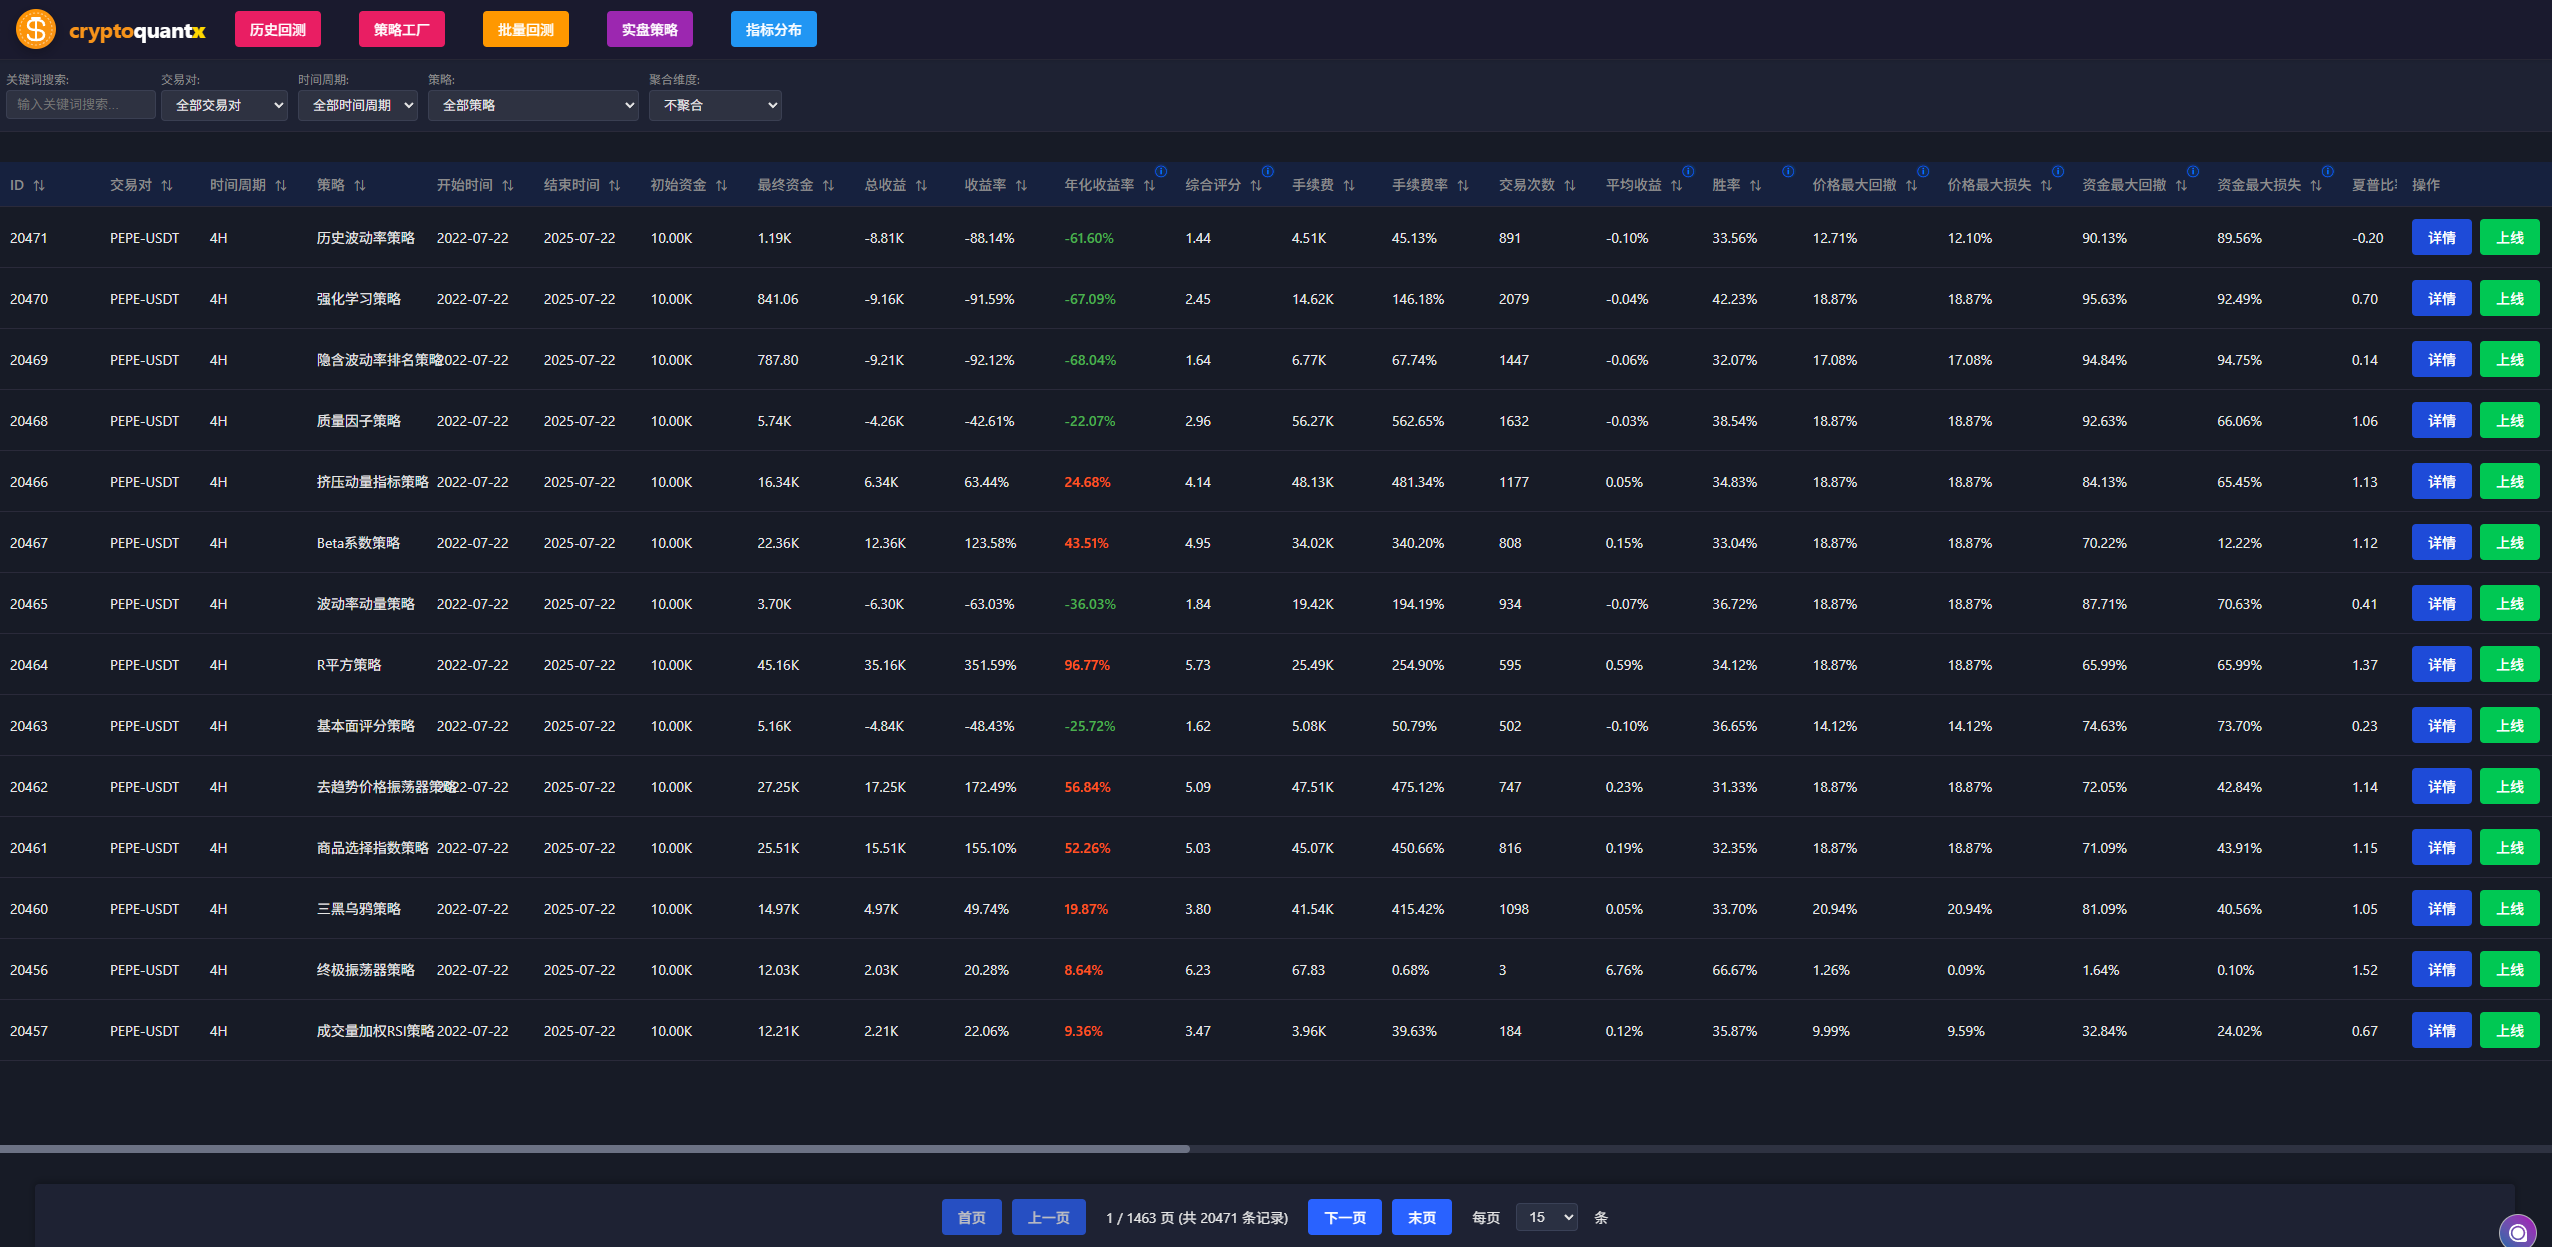 cryptoquantx 历史回测 策略工厂 批量回测 实盘策略 指标分布
关键词搜索: 交易对: 时间周期: 策略: 聚合维度:
输入关键词搜索... 全部交易对 全部时间周期 全部策略 不聚合
ID 交易对 时间周期 策略 开始时间 结束时间 初始资金 最终资金 总收益 收益率 年化收益率 综合评分 手续费 手续费率 交易次数 平均收益 胜率 价格最大回撤 价格最大损失 资金最大回撤 资金最大损失 夏普比 操作
20471 PEPE-USDT 4H 历史波动率策略 2022-07-22 2025-07-22 10.00K 1.19K -8.81K -88.14% -61.60% 1.44 4.51K 45.13% 891 -0.10% 33.56% 12.71% 12.10% 90.13% 89.56% -0.20 详情 上线
20470 PEPE-USDT 4H 强化学习策略 2022-07-22 2025-07-22 10.00K 841.06 -9.16K -91.59% -67.09% 2.45 14.62K 146.18% 2079 -0.04% 42.23% 18.87% 18.87% 95.63% 92.49% 0.70 详情 上线
20469 PEPE-USDT 4H 隐含波动率排名策略 2022-07-22 2025-07-22 10.00K 787.80 -9.21K -92.12% -68.04% 1.64 6.77K 67.74% 1447 -0.06% 32.07% 17.08% 17.08% 94.84% 94.75% 0.14 详情 上线
20468 PEPE-USDT 4H 质量因子策略 2022-07-22 2025-07-22 10.00K 5.74K -4.26K -42.61% -22.07% 2.96 56.27K 562.65% 1632 -0.03% 38.54% 18.87% 18.87% 92.63% 66.06% 1.06 详情 上线
20466 PEPE-USDT 4H 挤压动量指标策略 2022-07-22 2025-07-22 10.00K 16.34K 6.34K 63.44% 24.68% 4.14 48.13K 481.34% 1177 0.05% 34.83% 18.87% 18.87% 84.13% 65.45% 1.13 详情 上线
20467 PEPE-USDT 4H Beta系数策略 2022-07-22 2025-07-22 10.00K 22.36K 12.36K 123.58% 43.51% 4.95 34.02K 340.20% 808 0.15% 33.04% 18.87% 18.87% 70.22% 12.22% 1.12 详情 上线
20465 PEPE-USDT 4H 波动率动量策略 2022-07-22 2025-07-22 10.00K 3.70K -6.30K -63.03% -36.03% 1.84 19.42K 194.19% 934 -0.07% 36.72% 18.87% 18.87% 87.71% 70.63% 0.41 详情 上线
20464 PEPE-USDT 4H R平方策略 2022-07-22 2025-07-22 10.00K 45.16K 35.16K 351.59% 96.77% 5.73 25.49K 254.90% 595 0.59% 34.12% 18.87% 18.87% 65.99% 65.99% 1.37 详情 上线
20463 PEPE-USDT 4H 基本面评分策略 2022-07-22 2025-07-22 10.00K 5.16K -4.84K -48.43% -25.72% 1.62 5.08K 50.79% 502 -0.10% 36.65% 14.12% 14.12% 74.63% 73.70% 0.23 详情 上线
20462 PEPE-USDT 4H 去趋势价格振荡器策略 2022-07-22 2025-07-22 10.00K 27.25K 17.25K 172.49% 56.84% 5.09 47.51K 475.12% 747 0.23% 31.33% 18.87% 18.87% 72.05% 42.84% 1.14 详情 上线
20461 PEPE-USDT 4H 商品选择指数策略 2022-07-22 2025-07-22 10.00K 25.51K 15.51K 155.10% 52.26% 5.03 45.07K 450.66% 816 0.19% 32.35% 18.87% 18.87% 71.09% 43.91% 1.15 详情 上线
20460 PEPE-USDT 4H 三黑乌鸦策略 2022-07-22 2025-07-22 10.00K 14.97K 4.97K 49.74% 19.87% 3.80 41.54K 415.42% 1098 0.05% 33.70% 20.94% 20.94% 81.09% 40.56% 1.05 详情 上线
20456 PEPE-USDT 4H 终极振荡器策略 2022-07-22 2025-07-22 10.00K 12.03K 2.03K 20.28% 8.64% 6.23 67.83 0.68% 3 6.76% 66.67% 1.26% 0.09% 1.64% 0.10% 1.52 详情 上线
20457 PEPE-USDT 4H 成交量加权RSI策略 2022-07-22 2025-07-22 10.00K 12.21K 2.21K 22.06% 9.36% 3.47 3.96K 39.63% 184 0.12% 35.87% 9.99% 9.59% 32.84% 24.02% 0.67 详情 上线
首页 上一页 1 / 1463 页 (共 20471 条记录) 下一页 末页 每页 15 条